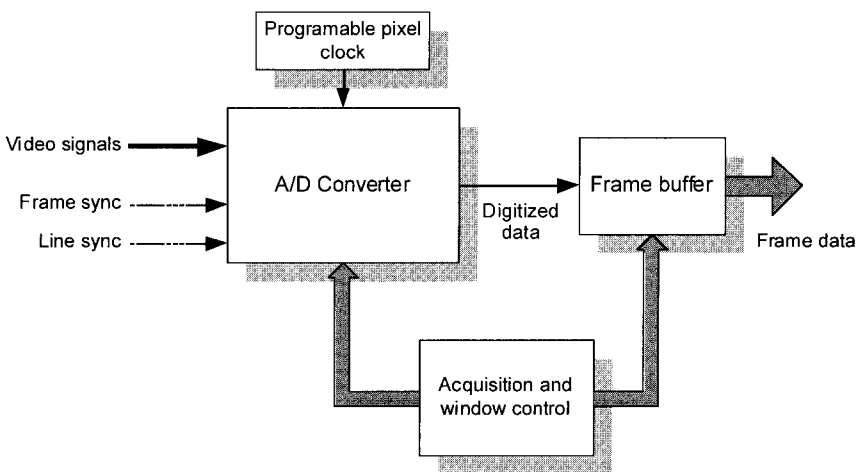 Programable pixel
clock
Video signals
Frame sync
Line sync
A/D Converter
Digitized
data
Frame buffer
Frame data
Acquisition and
window control